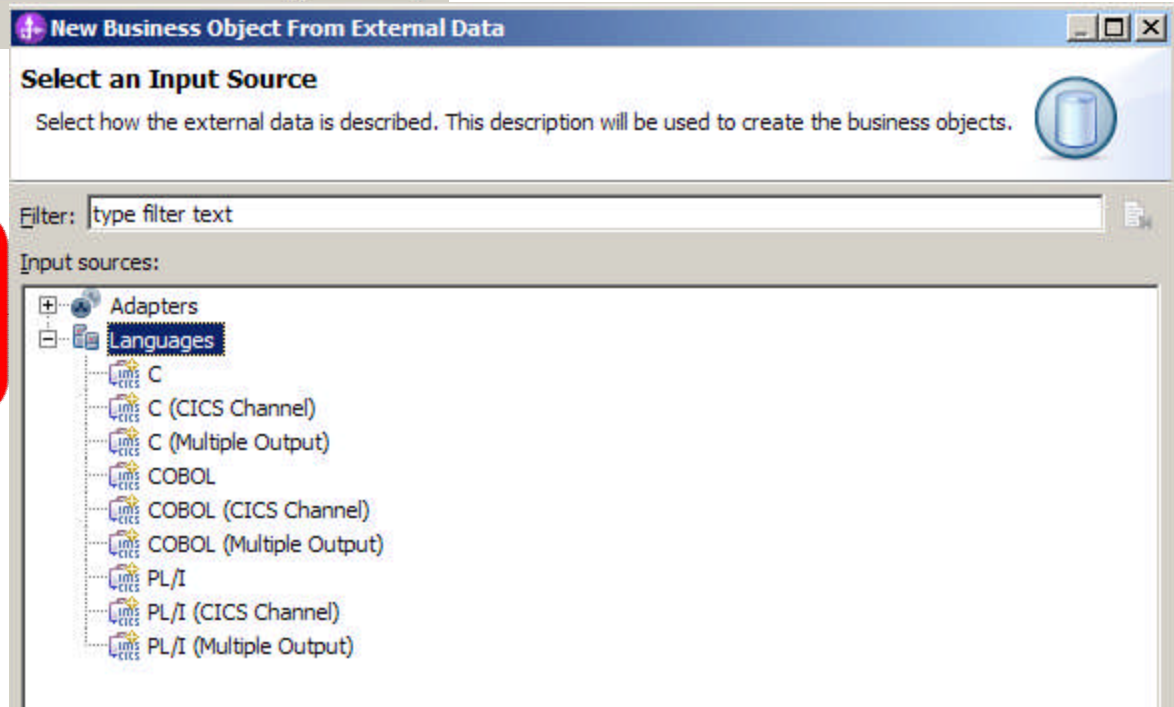 New Business Object From External Data
Select an Input Source
Select how the external data is described. This description will be used to create the business objects.
Filter: type filter text
Input sources:
Adapters
Languages
C
C (CICS Channel)
C (Multiple Output)
COBOL
COBOL (CICS Channel)
COBOL (Multiple Output)
PL/I
PL/I (CICS Channel)
PL/I (Multiple Output)